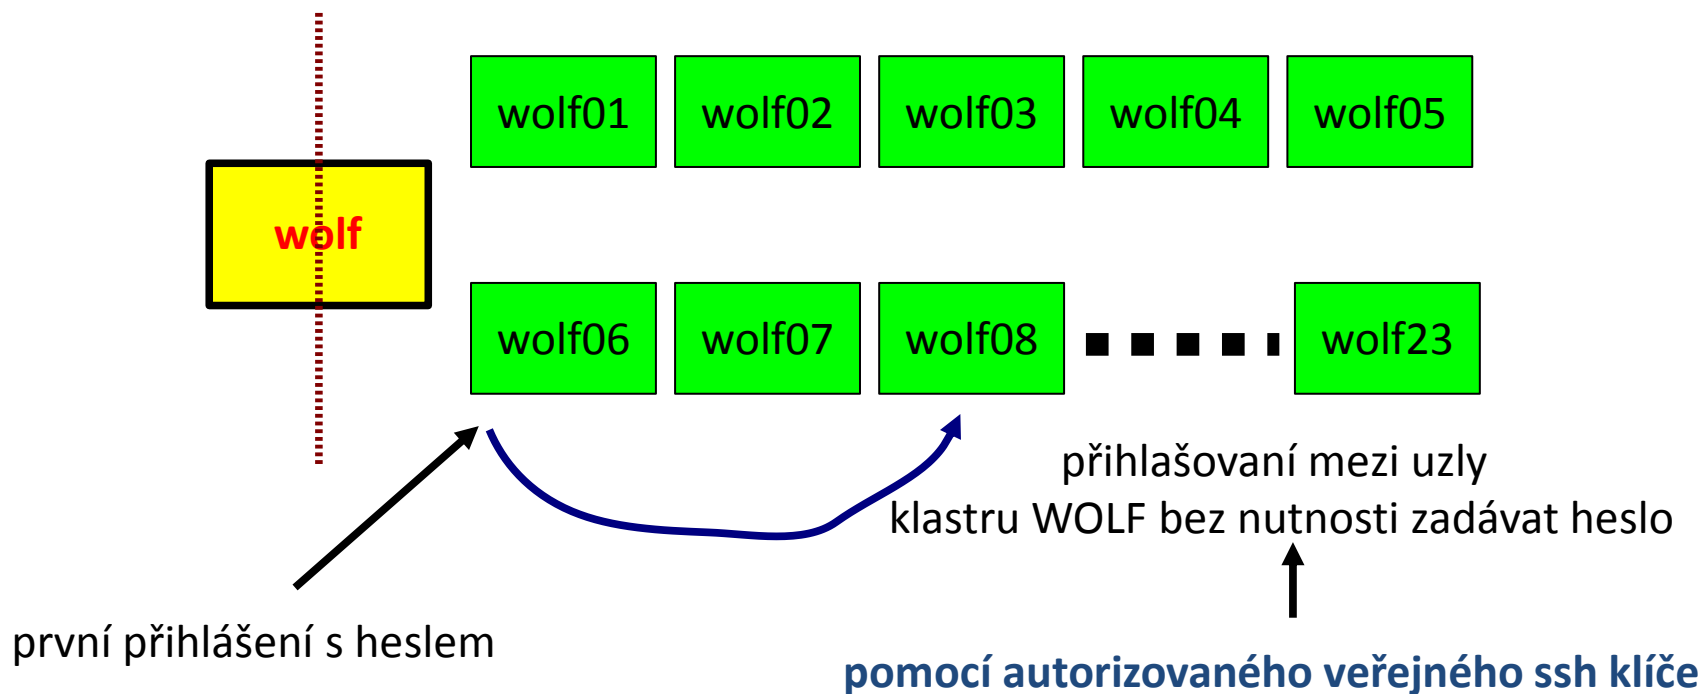 wolf01 wolf02 wolf03 wolf04 wolf05
wolf
wolf06 wolf07 wolf08 wolf23
přihlašovaní mezi uzly
klastru WOLF bez nutnosti zadávat heslo
první přihlášení s heslem
pomocí autorizovaného veřejného ssh klíče